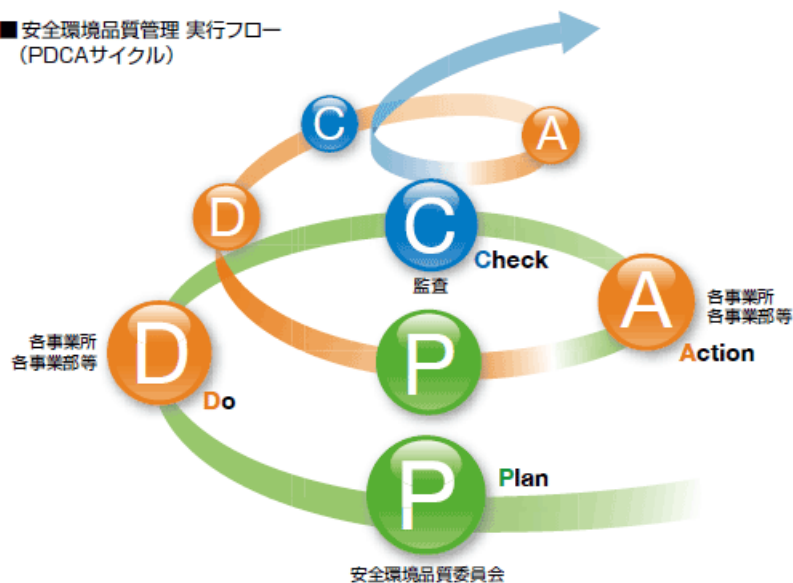 ■ 安全環境品質管理 実行フロー
（PDCAサイクル）
C
A
D
C
Check
監査
A
各事業所
各事業部等
Action
各事業所
各事業部等
D
Do
P
P
Plan
安全環境品質委員会